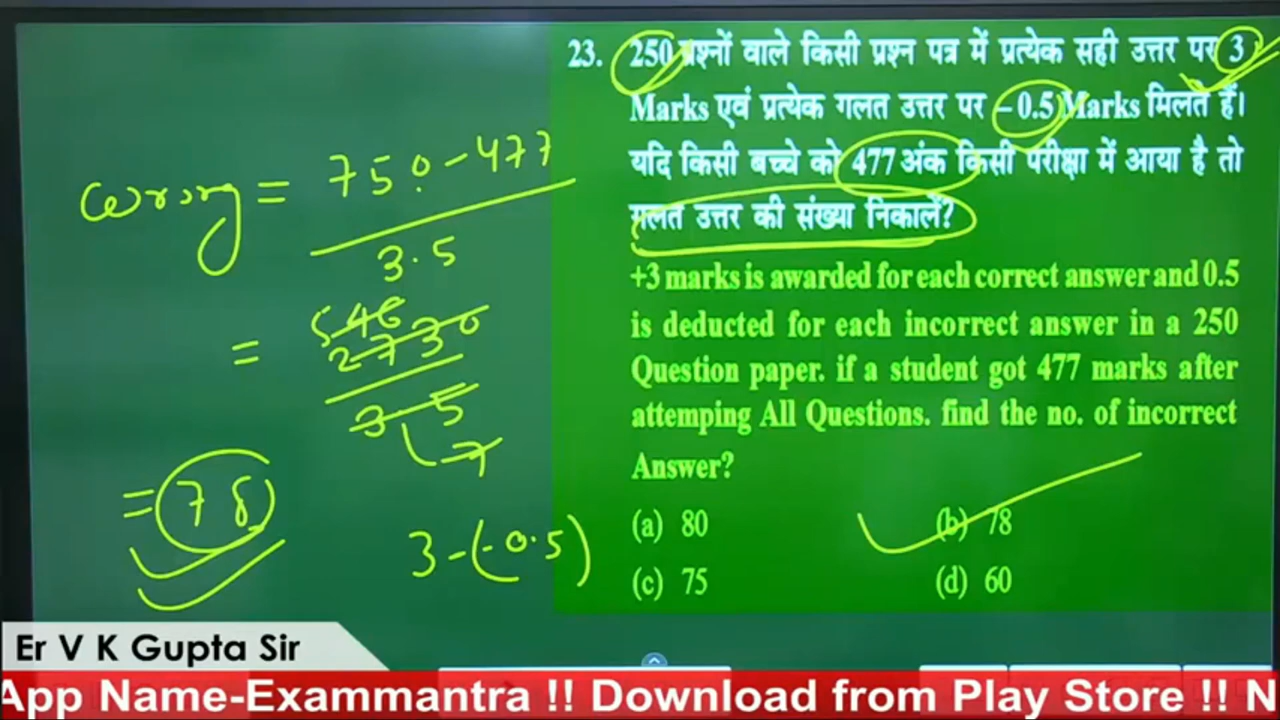 23. 250 प्रश्नों वाले किसी प्रश्न पत्र में प्रत्येक सही उत्तर पर 3
Marks एवं प्रत्येक गलत उत्तर पर -0.5 Marks मिलते हैं।
यदि किसी बच्चे को 477 अंक किसी परीक्षा में आया है तो
गलत उत्तर की संख्या निकालें?
+3 marks is awarded for each correct answer and 0.5
is deducted for each incorrect answer in a 250
Question paper. if a student got 477 marks after
attemping All Questions. find the no. of incorrect
Answer?
(a) 80 (b) 78
(c) 75 (d) 60
wrong = 750-477
3.5
546
= 2730
3 5
7
= 78
3-(-0.5)
Er V K Gupta Sir
App Name-Exammantra !! Download from Play Store !! N